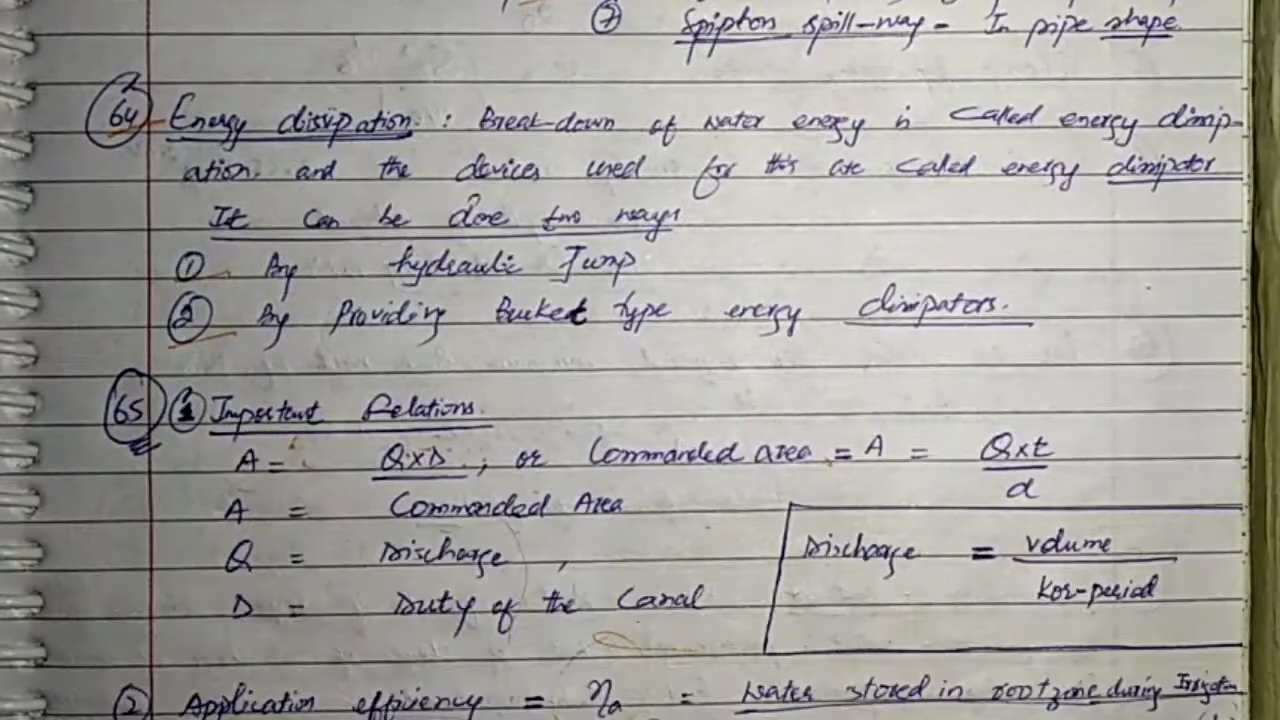 ⑦ Spiphon spill-way - In pipe shape
64 Energy dissipation : Break-down of water energy is called energy dissip-
ation. and the devices used for this are called energy dissipator
It can be done two ways
① By hydraulic Jump
② By Providing Bucket type energy dissipators.
65 ① Important Relations.
A = Q×D ; or Commanded area = A = Q×t / d
A = Commanded Area
Q = Discharge ,
D = Duty of the Canal
Discharge = volume / Kor-period
② Application efficiency = ηa = Water stored in root zone during Irrigation